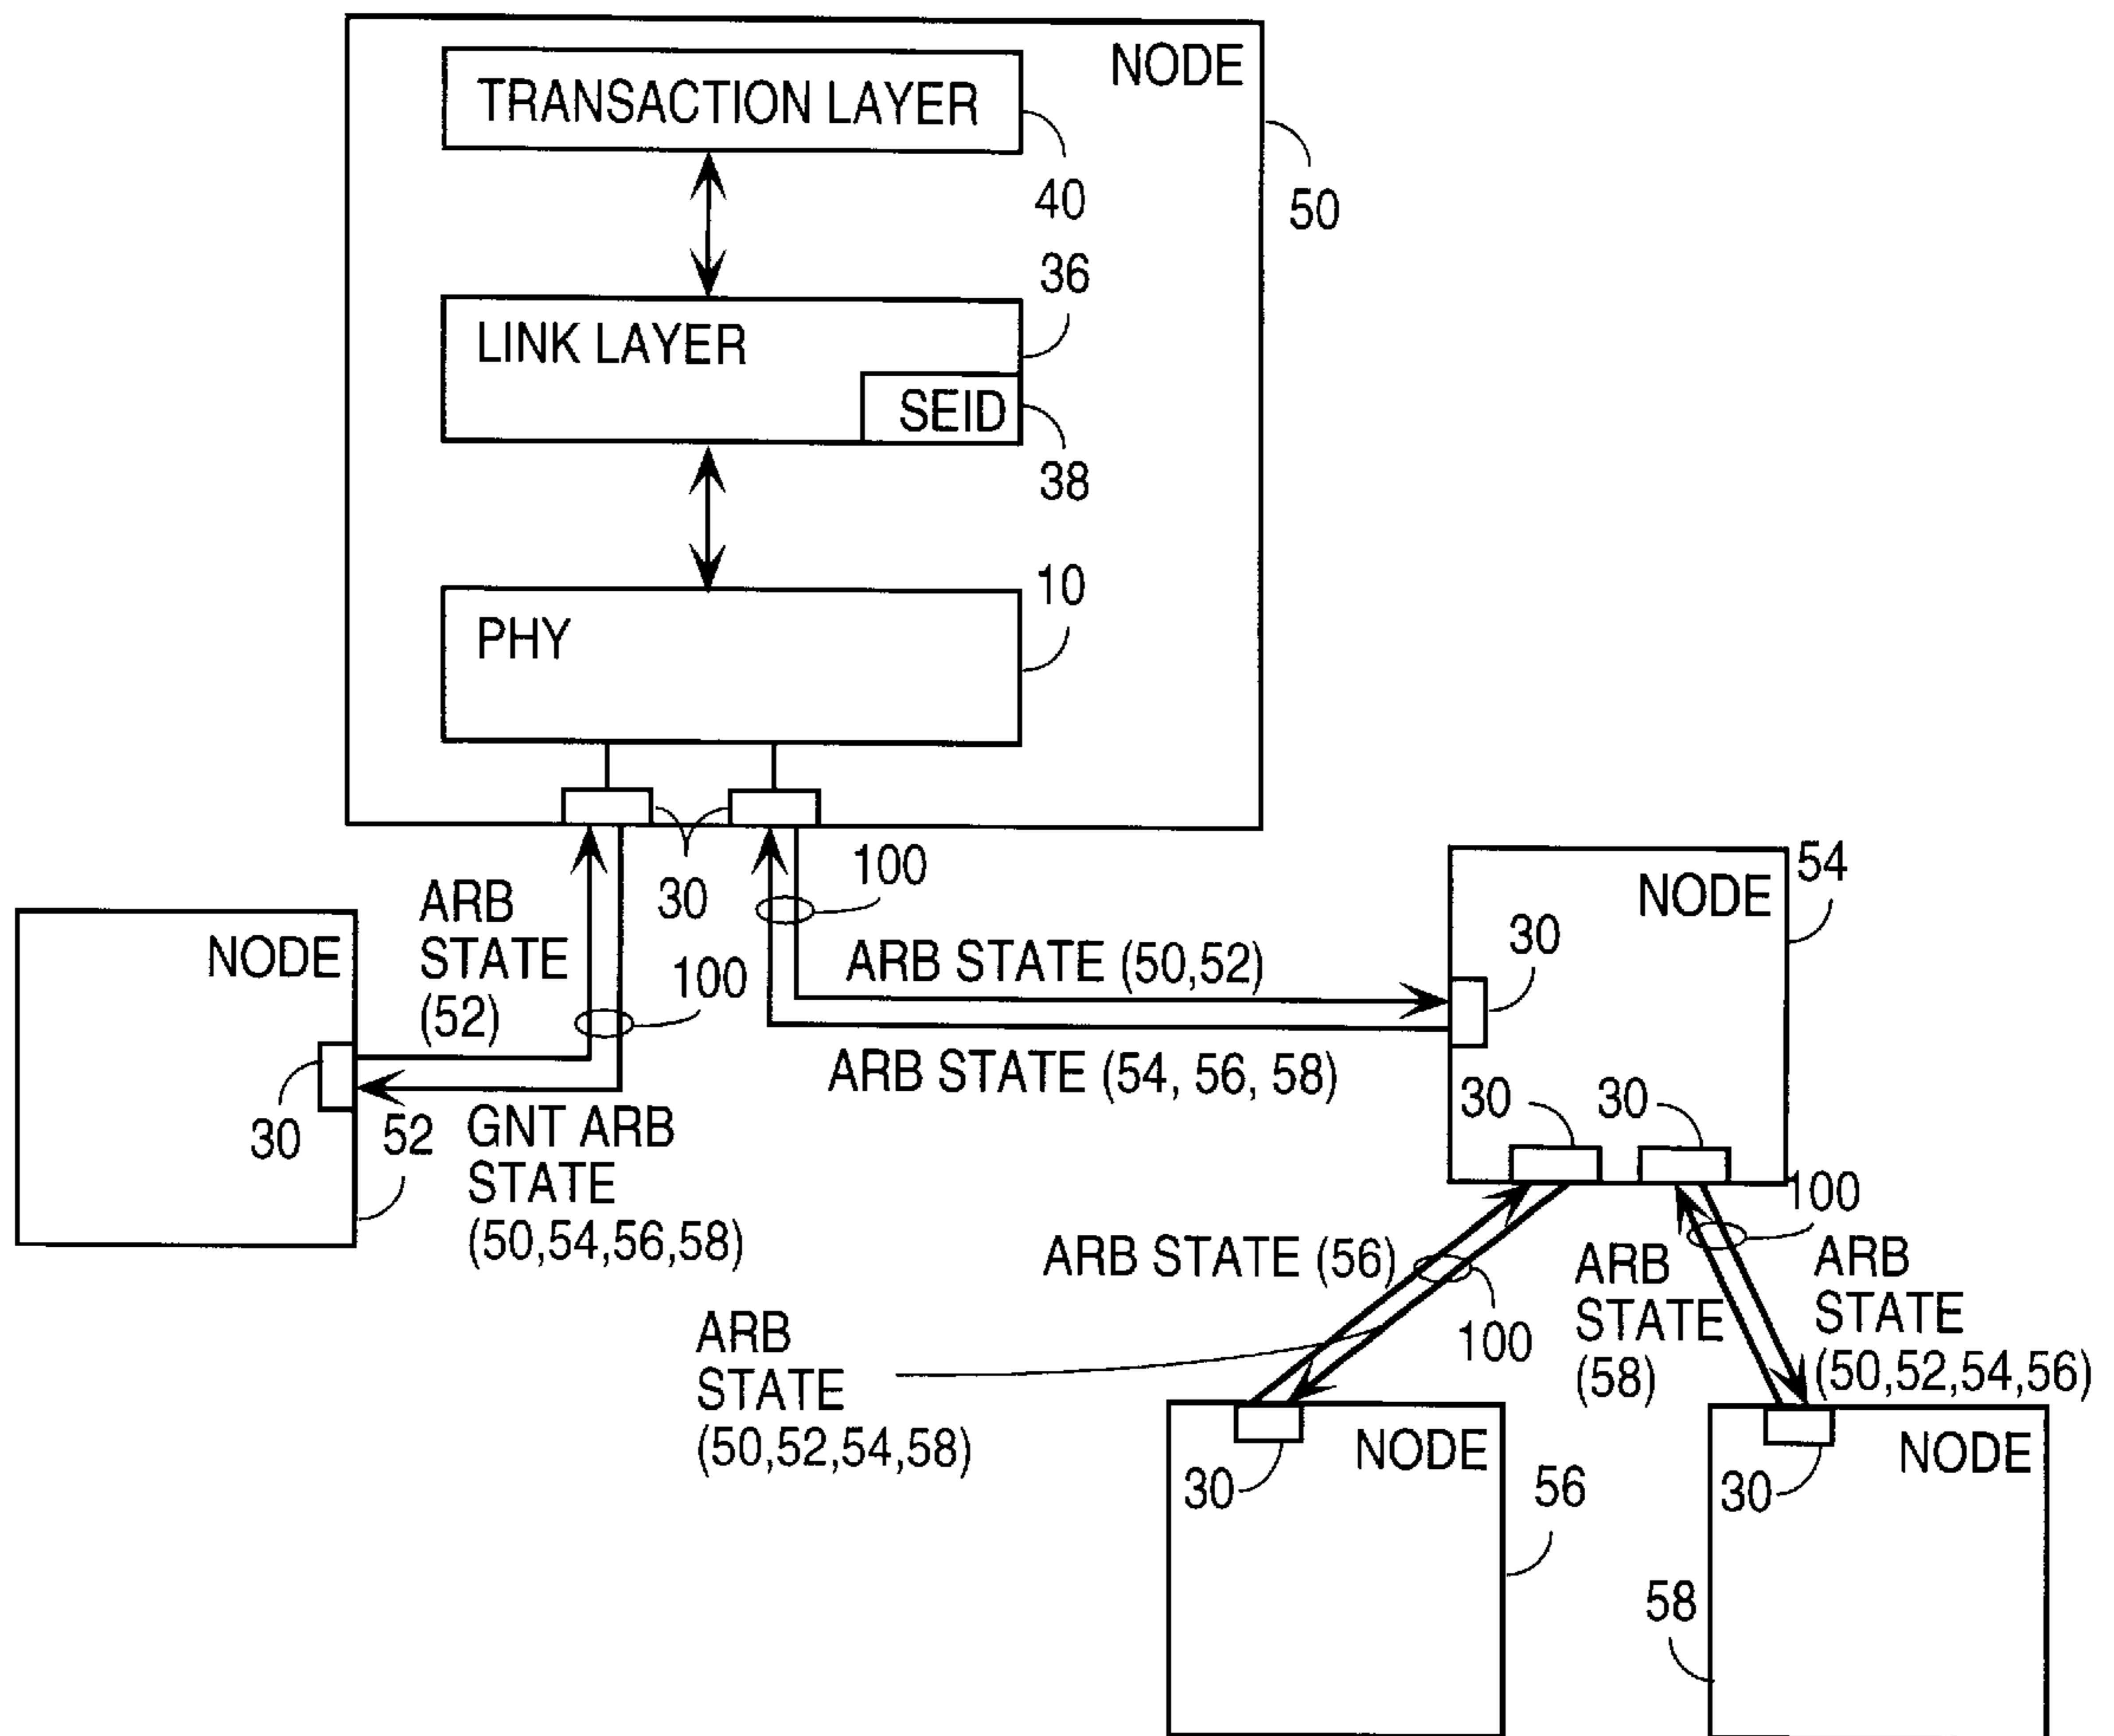 NODE
TRANSACTION LAYER
40
50
36
LINK LAYER
SEID
38
10
PHY
30
100
ARB
STATE
(52)
100
NODE
30
52
GNT ARB
STATE
(50,54,56,58)
ARB STATE (50,52)
ARB STATE (54, 56, 58)
54
NODE
30
30
30
100
ARB STATE (56)
100
ARB
STATE
(58)
ARB
STATE
(50,52,54,56)
ARB
STATE
(50,52,54,58)
NODE
30
56
NODE
30
58